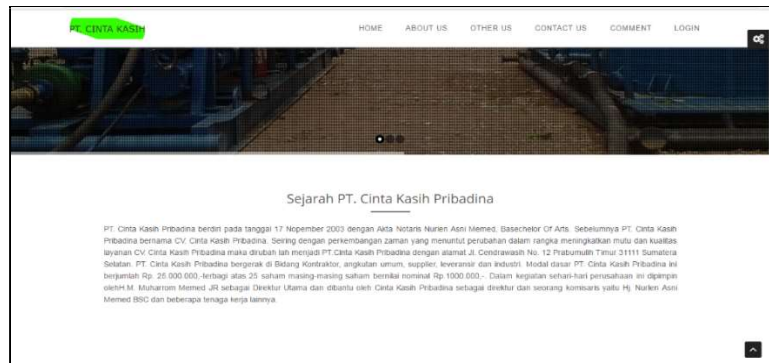 PT. CINTA KASIH
HOME ABOUT US OTHER US CONTACT US COMMENT LOGIN
Sejarah PT. Cinta Kasih Pribadina
PT. Cinta Kasih Pribadina berdiri pada tanggal 17 Nopember 2003 dengan Akta Notaris Nurlen Asni Memed, Basechelor Of Arts. Sebelumnya PT. Cinta Kasih
Pribadina bernama CV. Cinta Kasih Pribadina. Seiring dengan perkembangan zaman yang menuntut perubahan dalam rangka meningkatkan mutu dan kualitas
layanan CV. Cinta Kasih Pribadina maka dirubah lah menjadi PT.Cinta Kasih Pribadina dengan alamat Jl. Cendrawasih No. 12 Prabumulih Timur 31111 Sumatera
Selatan. PT. Cinta Kasih Pribadina bergerak di Bidang Kontraktor, angkutan umum, supplier, leveransir dan industri. Modal dasar PT. Cinta Kasih Pribadina ini
berjumlah Rp. 26.000.000,-terbagi atas 25 saham masing-masing saham bernilai nominal Rp.1000.000,-. Dalam kegiatan sehari-hari perusahaan ini dipimpin
olehH.M. Muharrom Memed JR sebagai Direktur Utama dan dibantu oleh Cinta Kasih Pribadina sebagai direktur dan seorang komisaris yaitu Hj. Nurlen Asni
Memed BSC dan beberapa tenaga kerja lainnya.